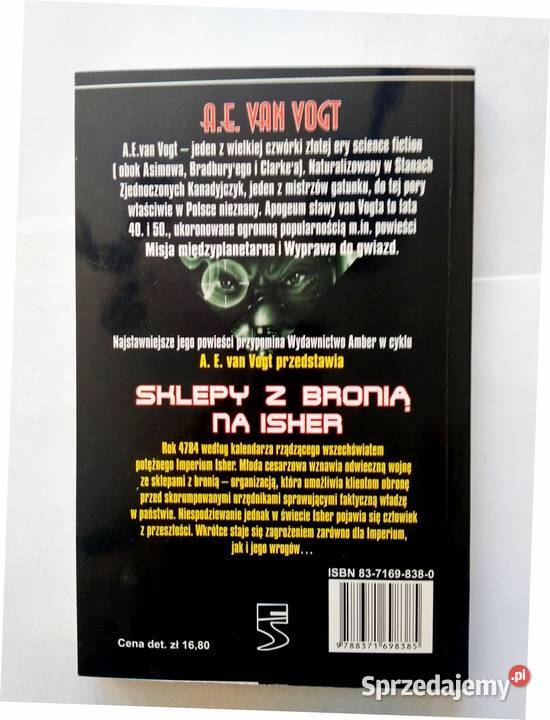 A.E. VAN VOGT
A.E.van Vogt – jeden z wielkiej czwórki złotej ery science fiction
( obok Asimova, Bradbury'ego i Clarke'a). Naturalizowany w Stanach
Zjednoczonych Kanadyjczyk, jeden z mistrzów gatunku, do tej pory
właściwie w Polsce nieznany. Apogeum sławy van Vogta to lata
40. i 50., ukoronowane ogromną popularnością m.in. powieści
Misja międzyplanetarna i Wyprawa do gwiazd.
Najsławniejsze jego powieści przypomina Wydawnictwo Amber w cyklu
A. E. van Vogt przedstawia
SKLEPY Z BRONIĄ
NA ISHER
Rok 4784 według kalendarza rządzącego wszechświatem
potężnego Imperium Isher. Młoda cesarzowa wznawia odwieczną wojnę
ze sklepami z bronią – organizacją, która umożliwia klientom obronę
przed skorumpowanymi urzędnikami sprawującymi faktyczną władzę
w państwie. Niespodziewanie jednak w świecie Isher pojawia się człowiek
z przeszłości. Wkrótce staje się zagrożeniem zarówno dla Imperium,
jak i jego wrogów...
ISBN 83-7169-838-0
9788371698385
Cena det. zł 16,80
Sprzedajemy.pl